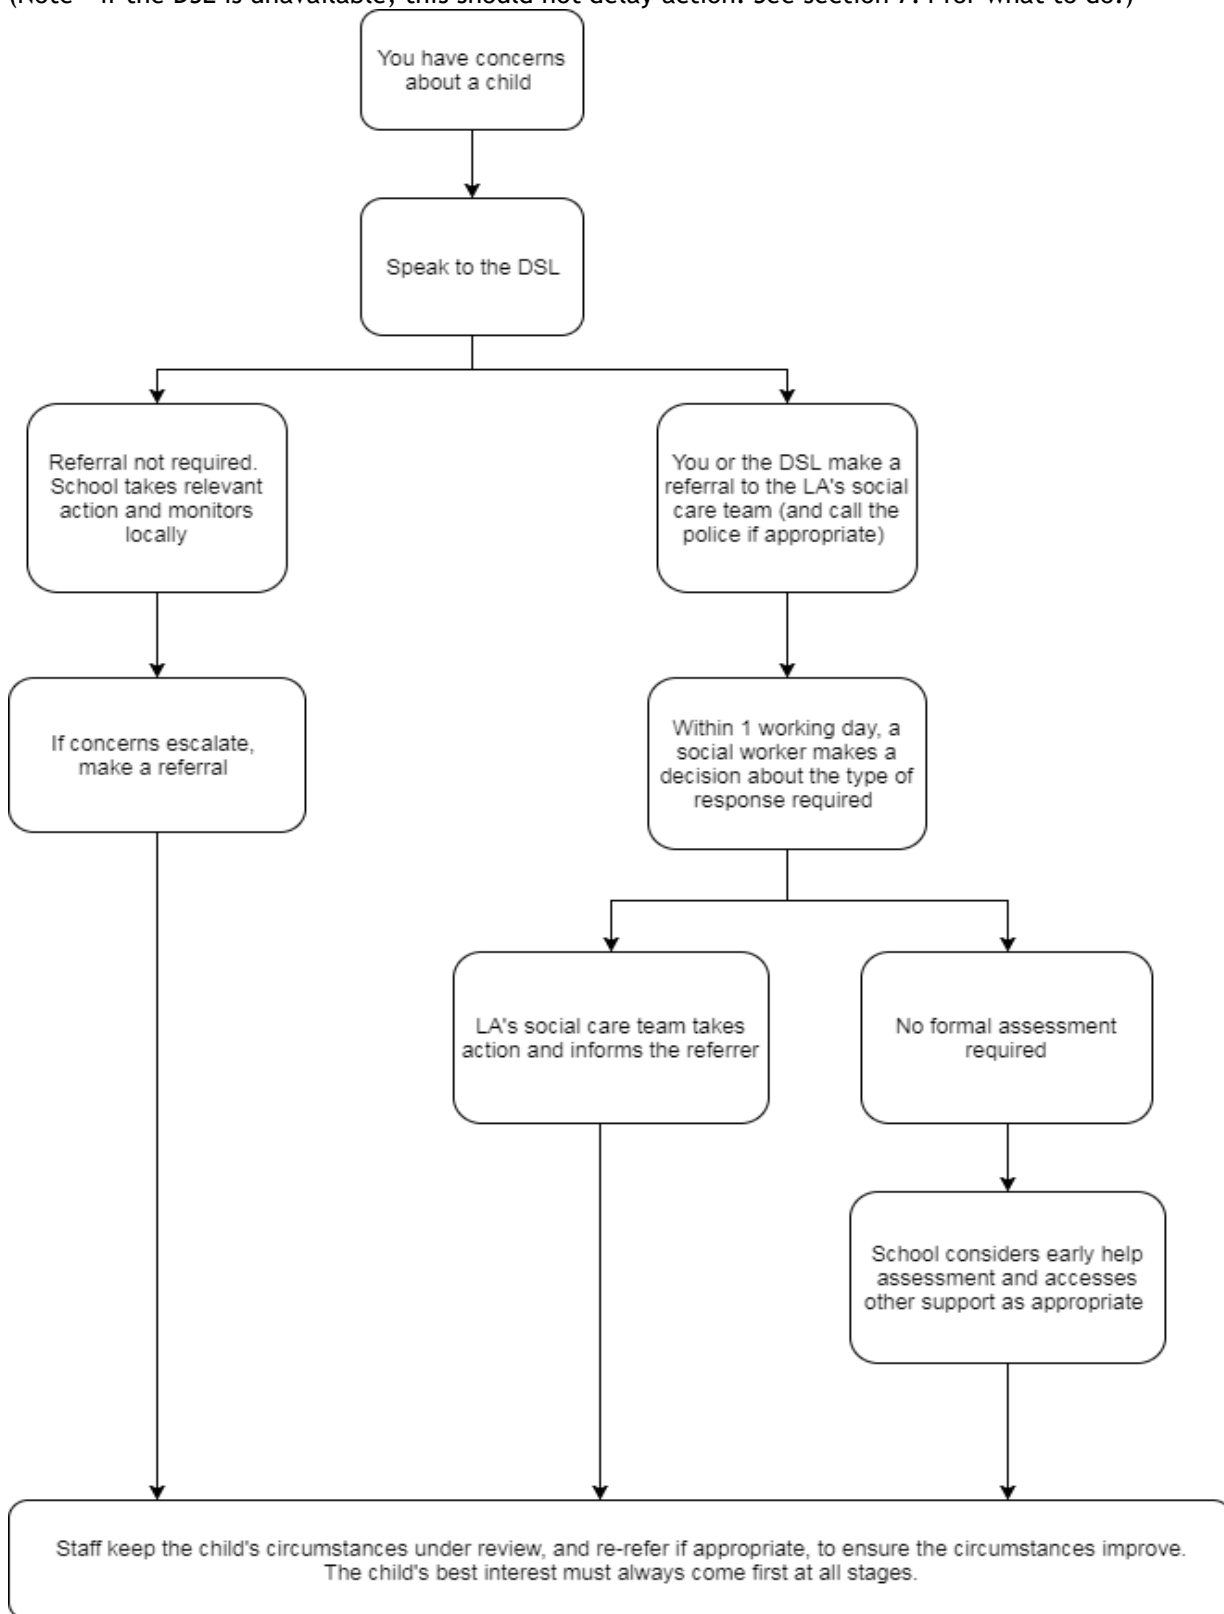 (Note - if the DSL is unavailable, this should not delay action. See section 7.4 for what to do.)
You have concerns
about a child
Speak to the DSL
Referral not required.
School takes relevant
action and monitors
locally
You or the DSL make a
referral to the LA's social
care team (and call the
police if appropriate)
If concerns escalate,
make a referral
Within 1 working day, a
social worker makes a
decision about the type of
response required
LA's social care team takes
action and informs the referrer
No formal assessment
required
School considers early help
assessment and accesses
other support as appropriate
Staff keep the child's circumstances under review, and re-refer if appropriate, to ensure the circumstances improve.
The child's best interest must always come first at all stages.